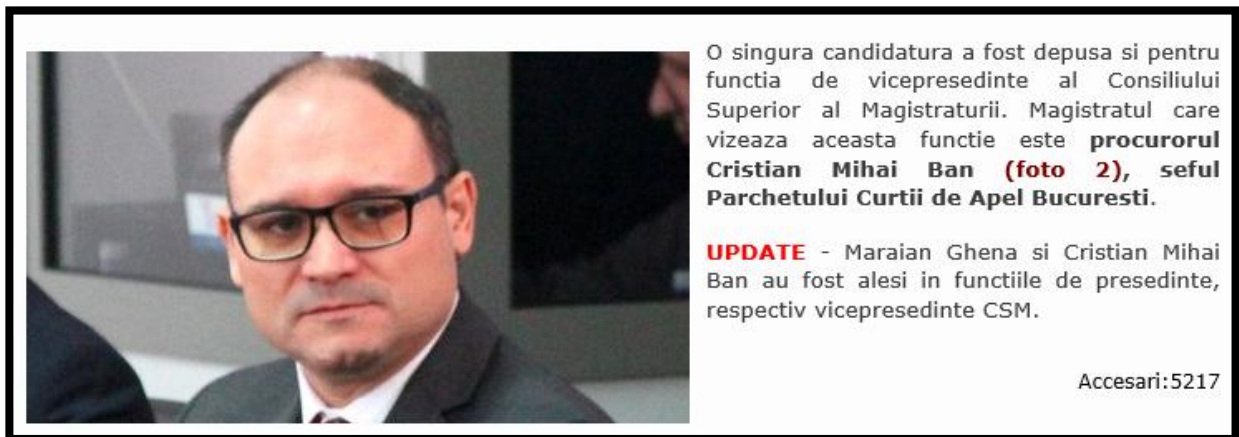 O singura candidatura a fost depusa si pentru
functia de vicepresedinte al Consiliului
Superior al Magistraturii. Magistratul care
vizeaza aceasta functie este procurorul
Cristian Mihai Ban (foto 2), seful
Parchetului Curtii de Apel Bucuresti.
UPDATE - Maraian Ghena si Cristian Mihai
Ban au fost alesi in functiile de presedinte,
respectiv vicepresedinte CSM.
Accesari:5217